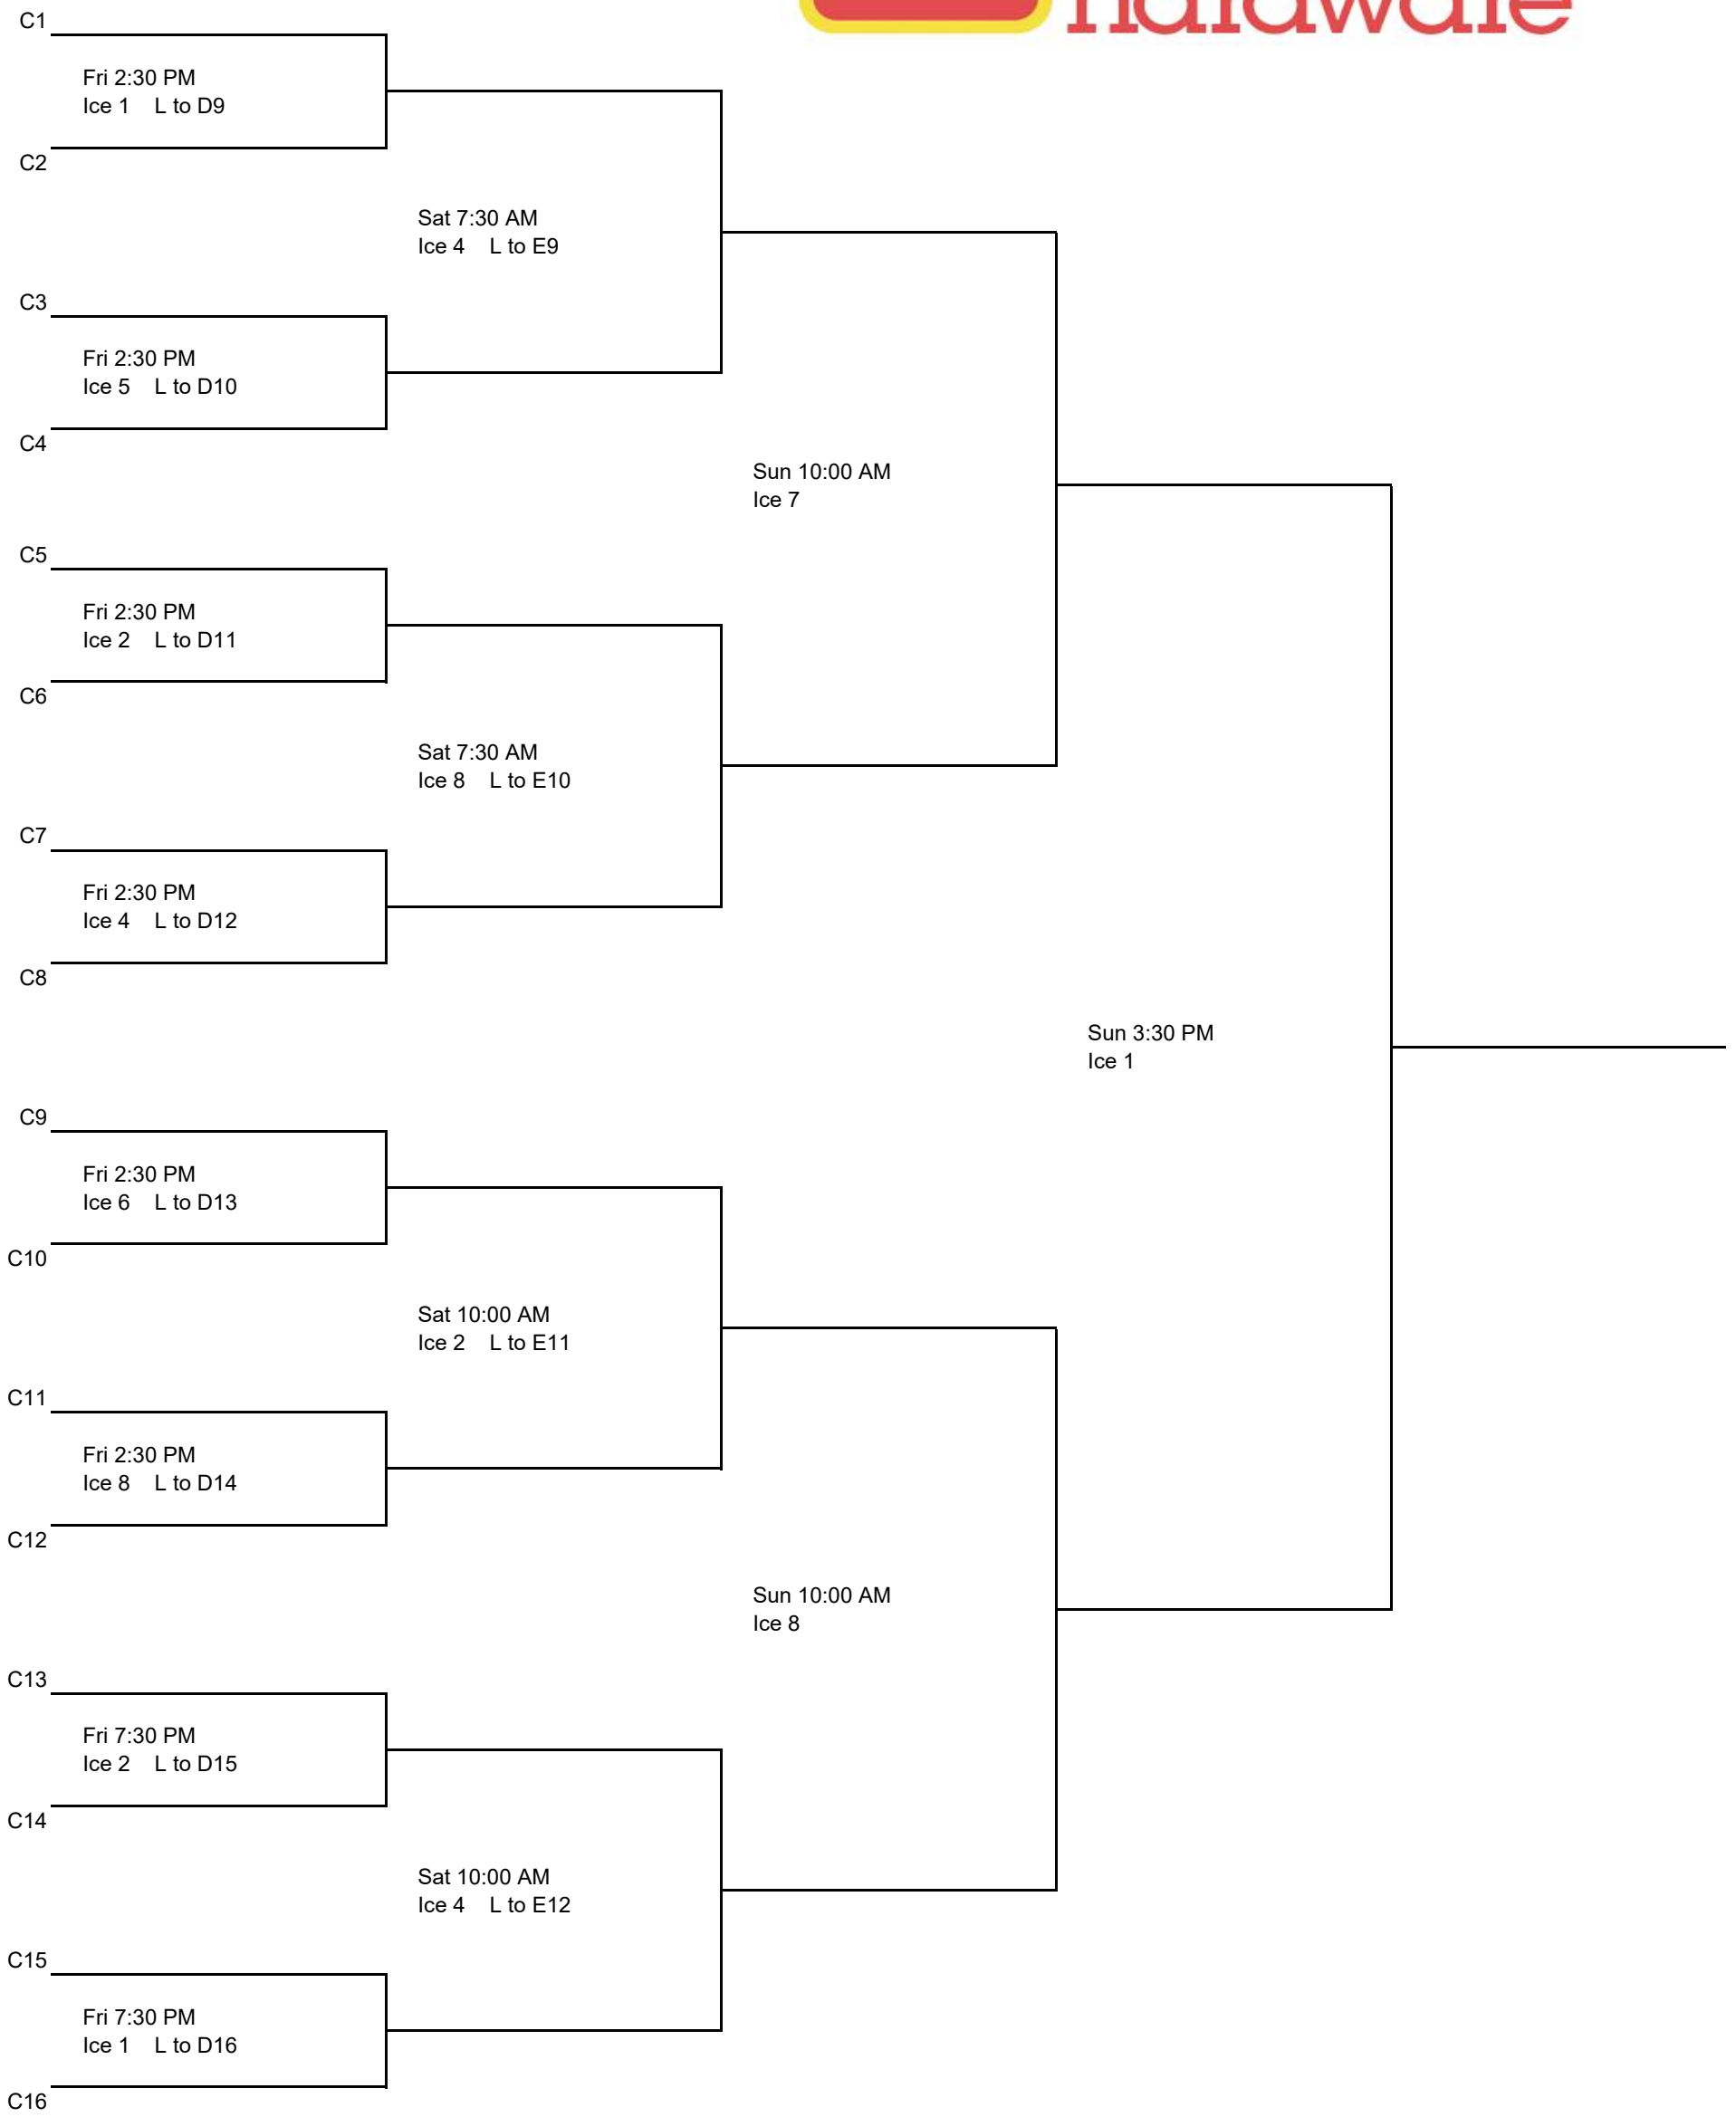 hardware
C1
Fri 2:30 PM
Ice 1 L to D9
C2
Sat 7:30 AM
Ice 4 L to E9
C3
Fri 2:30 PM
Ice 5 L to D10
C4
Sun 10:00 AM
Ice 7
C5
Fri 2:30 PM
Ice 2 L to D11
C6
Sat 7:30 AM
Ice 8 L to E10
C7
Fri 2:30 PM
Ice 4 L to D12
C8
Sun 3:30 PM
Ice 1
C9
Fri 2:30 PM
Ice 6 L to D13
C10
Sat 10:00 AM
Ice 2 L to E11
C11
Fri 2:30 PM
Ice 8 L to D14
C12
Sun 10:00 AM
Ice 8
C13
Fri 7:30 PM
Ice 2 L to D15
C14
Sat 10:00 AM
Ice 4 L to E12
C15
Fri 7:30 PM
Ice 1 L to D16
C16